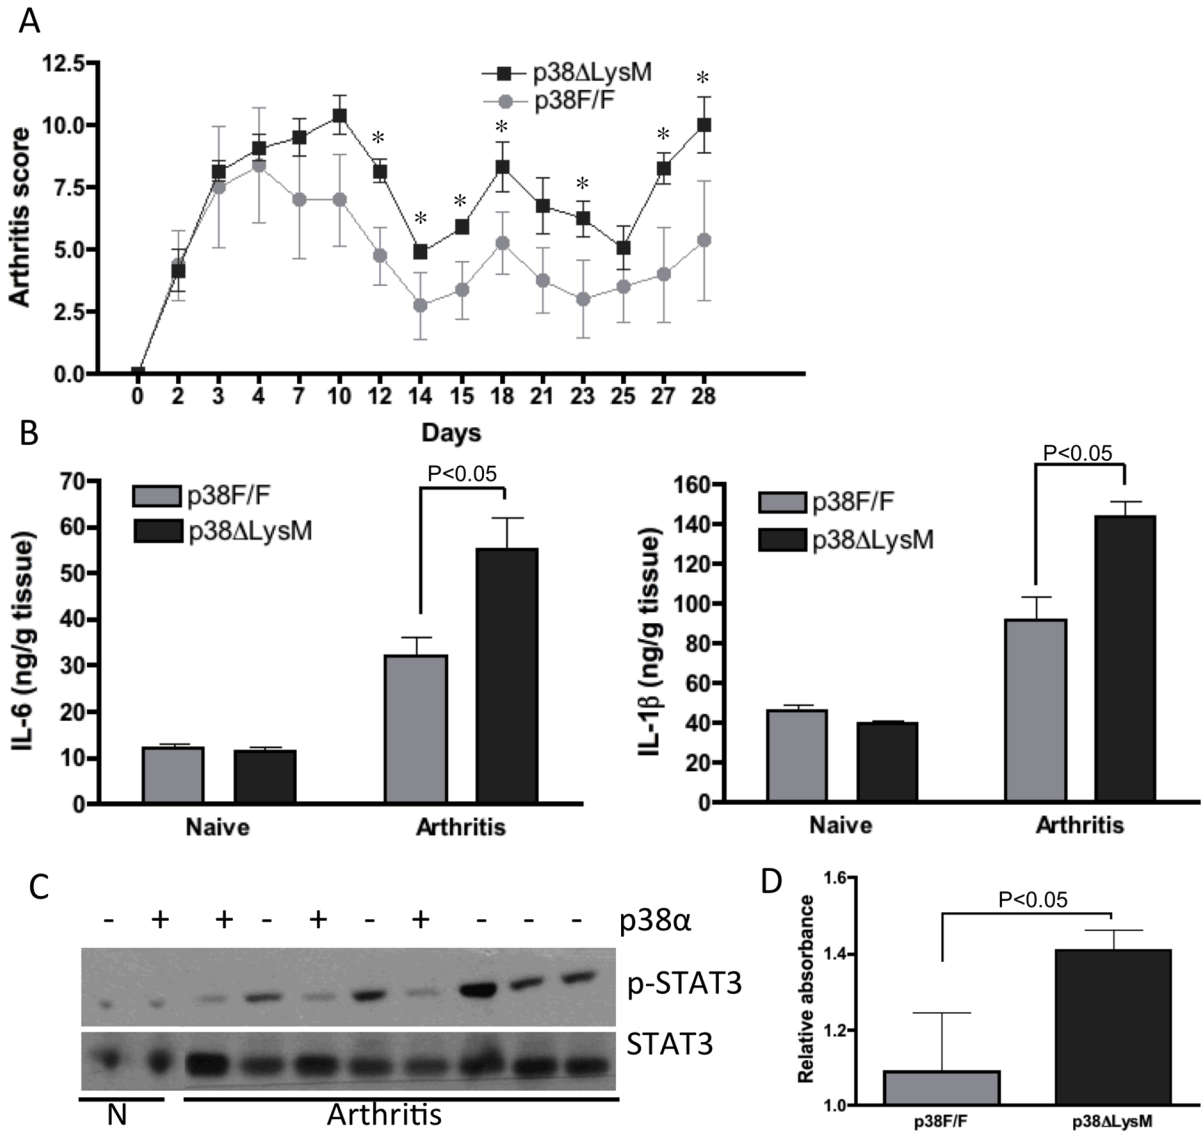 A
12.5
10.0
7.5
5.0
2.5
0.0
Arthritis score
p38ΔLysM
p38F/F
* * * * * * *
0 2 3 4 7 10 12 14 15 18 21 23 25 27 28
Days
B
70
60
50
40
30
20
10
0
IL-6 (ng/g tissue)
p38F/F
p38ΔLysM
P<0.05
Naive Arthritis
160
140
120
100
80
60
40
20
0
IL-1β (ng/g tissue)
p38F/F
p38ΔLysM
P<0.05
Naive Arthritis
C
- + + - + - + - - - p38α
p-STAT3
STAT3
N Arthritis
D
1.6
1.4
1.2
1.0
Relative absorbance
P<0.05
p38F/F p38ΔLysM